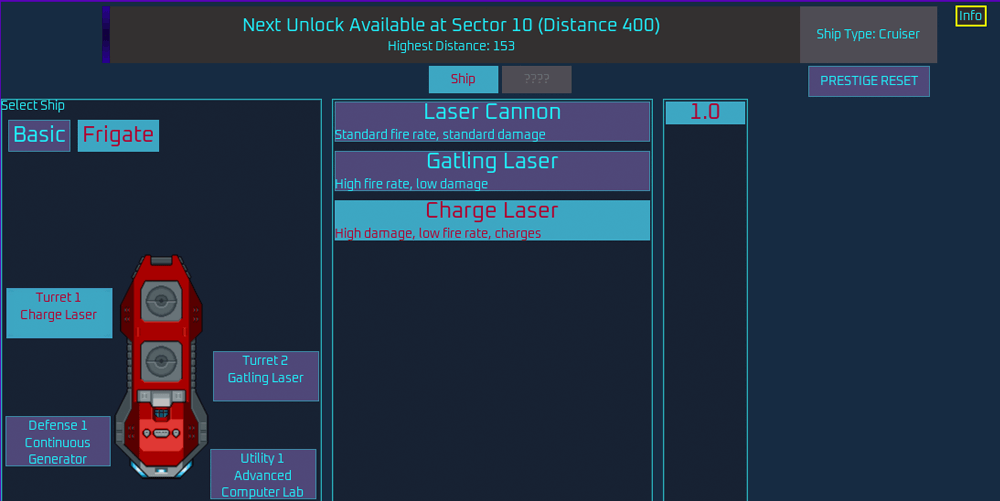 Next Unlock Available at Sector 10 (Distance 400)
Highest Distance: 153
Ship Type: Cruiser
Info
Ship
????
PRESTIGE RESET
Select Ship
Basic
Frigate
Turret 1
Charge Laser
Turret 2
Gatling Laser
Defense 1
Continuous
Generator
Utility 1
Advanced
Computer Lab
Laser Cannon
Standard fire rate, standard damage
Gatling Laser
High fire rate, low damage
Charge Laser
High damage, low fire rate, charges
1.0